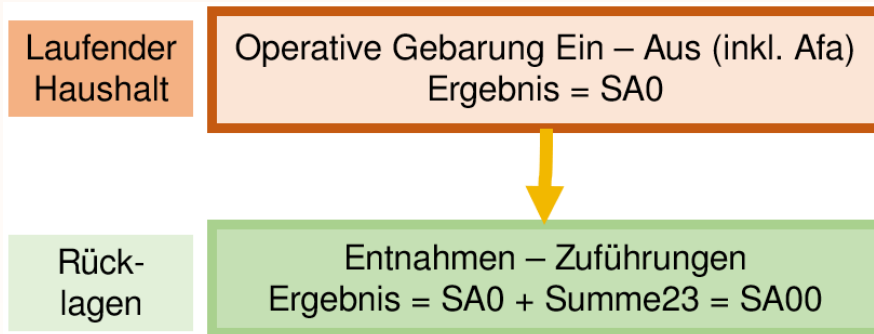 Laufender
Haushalt
Operative Gebarung Ein – Aus (inkl. Afa)
Ergebnis = SA0
Rück-
lagen
Entnahmen – Zuführungen
Ergebnis = SA0 + Summe23 = SA00